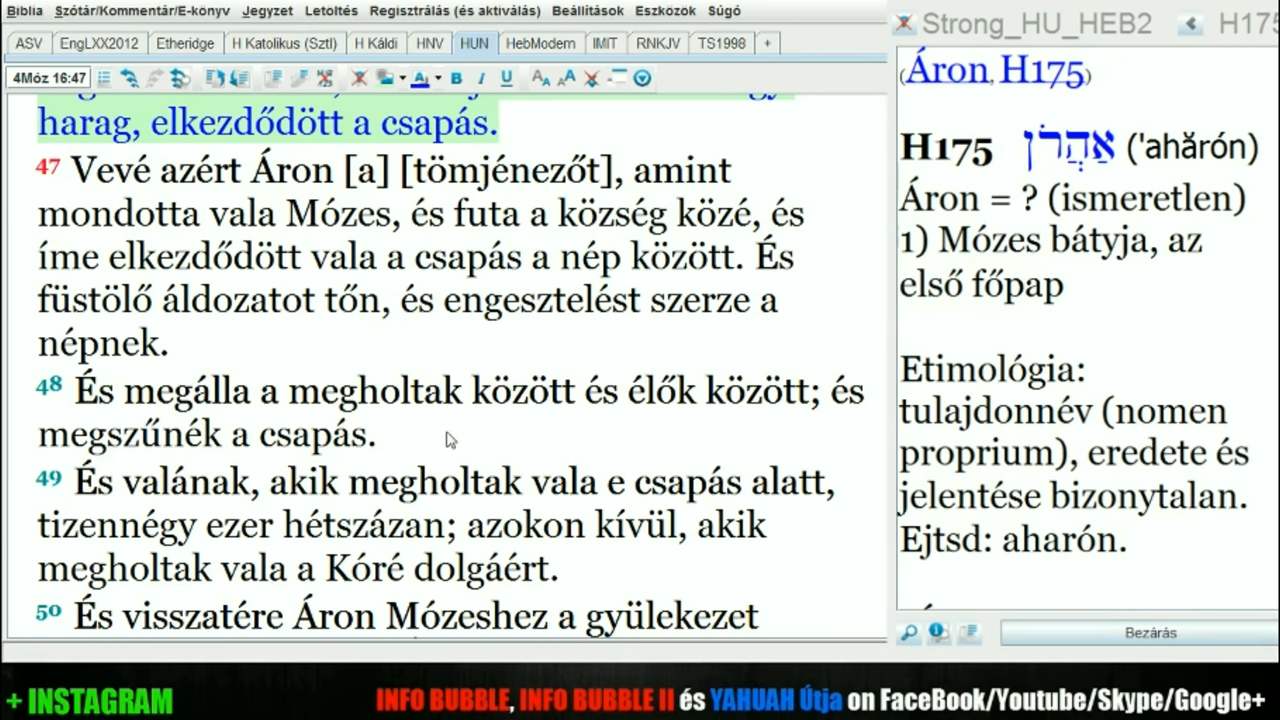 Biblia Szótár/Kommentár/E-könyv Jegyzet Letöltés Regisztrálás (és aktiválás) Beállítások Eszközök Súgó
ASV EngLXX2012 Etheridge H Katolikus (Sztl) H Káldi HNV HUN HebModern IMIT RNKJV TS1998 +
4Móz 16:47
harag, elkezdődött a csapás.
47 Vevé azért Áron [a] [tömjénezőt], amint
mondotta vala Mózes, és futa a község közé, és
íme elkezdődött vala a csapás a nép között. És
füstölő áldozatot tőn, és engesztelést szerze a
népnek.
48 És megálla a megholtak között és élők között; és
megszűnék a csapás.
49 És valának, akik megholtak vala e csapás alatt,
tizennégy ezer hétszázan; azokon kívül, akik
megholtak vala a Kóré dolgáért.
50 És visszatére Áron Mózeshez a gyülekezet
Strong_HU_HEB2 H175
(Áron, H175)
H175 אַהֲרֹן ('ahărón)
Áron = ? (ismeretlen)
1) Mózes bátyja, az
első főpap
Etimológia:
tulajdonnév (nomen
proprium), eredete és
jelentése bizonytalan.
Ejtsd: aharón.
Bezárás
+ INSTAGRAM INFO BUBBLE, INFO BUBBLE II és YAHUAH Útja on FaceBook/Youtube/Skype/Google+